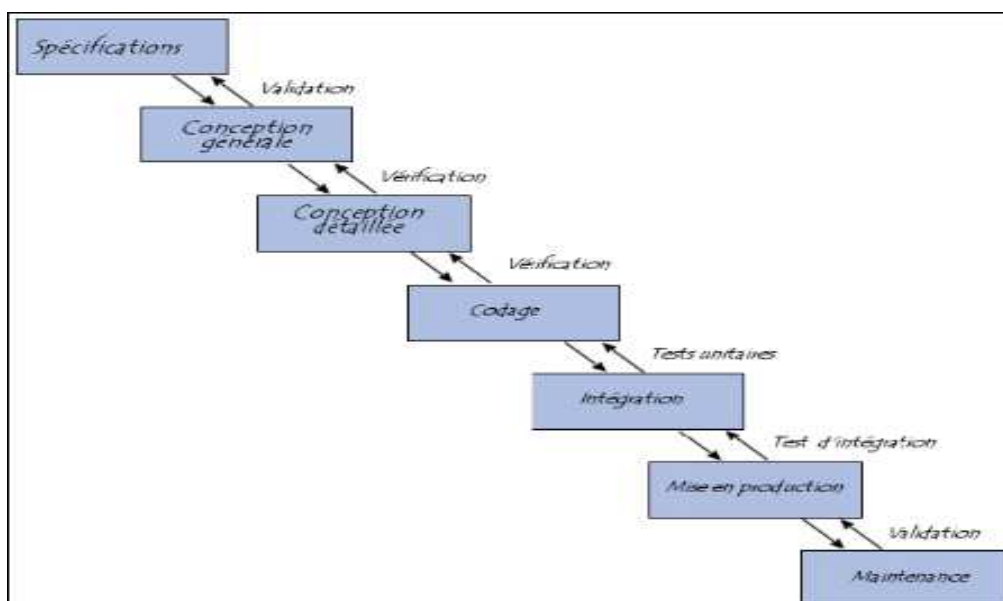 Spécifications
Validation
Conception
générale
Vérification
Conception
détaillée
Vérification
Codage
Tests unitaires
Intégration
Test d'intégration
Mise en production
Validation
Maintenance